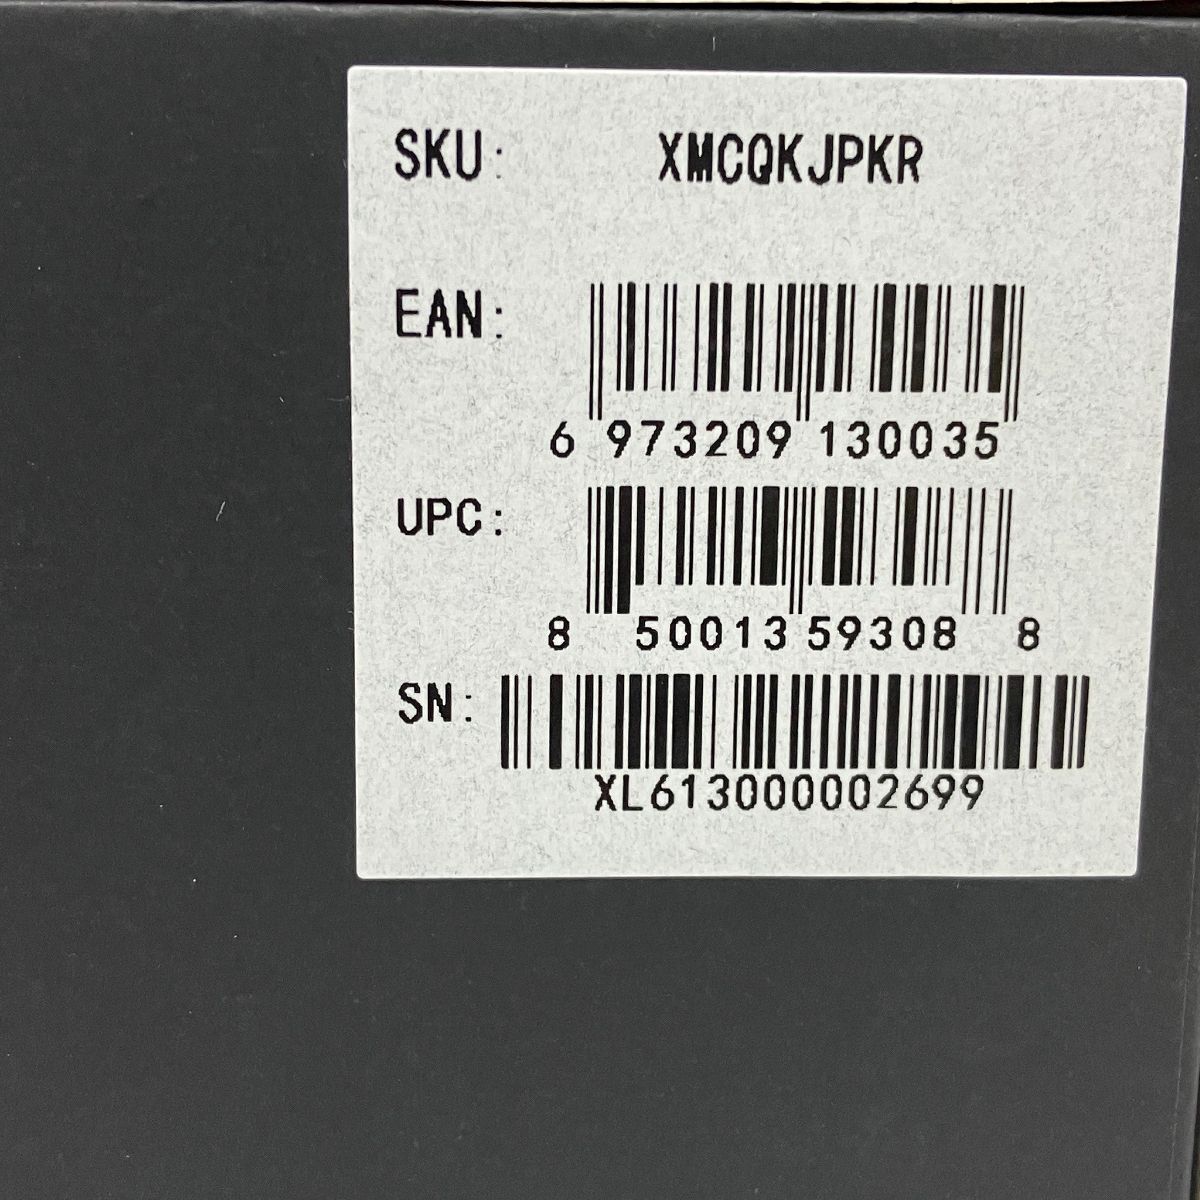 SKU: XMCQKJPKR
EAN:
6 973209 130035
UPC:
8 50013 59308 8
SN:
XL613000002699